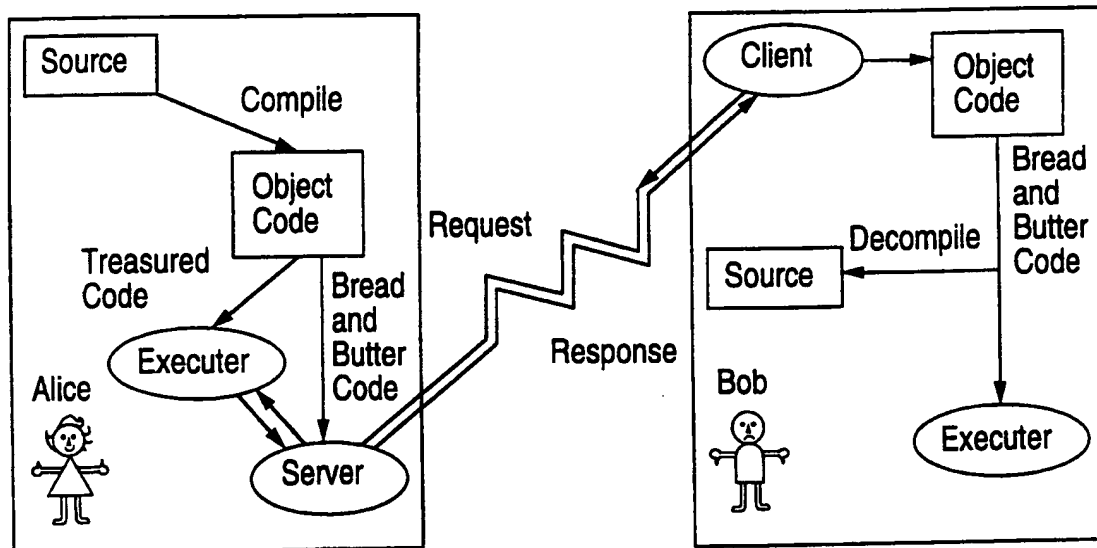 Source
Compile
Object
Code
Treasured
Code
Bread
and
Butter
Code
Executer
Alice
Server
Request
Response
Client
Object
Code
Bread
and
Butter
Code
Decompile
Source
Bob
Executer